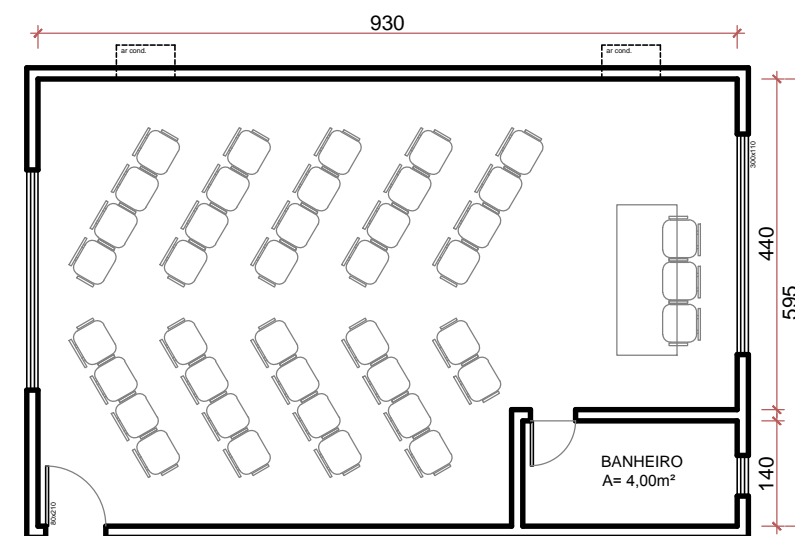 930
ar cond.
ar cond.
300x110
440
595
BANHEIRO
A= 4,00m²
140
80x210